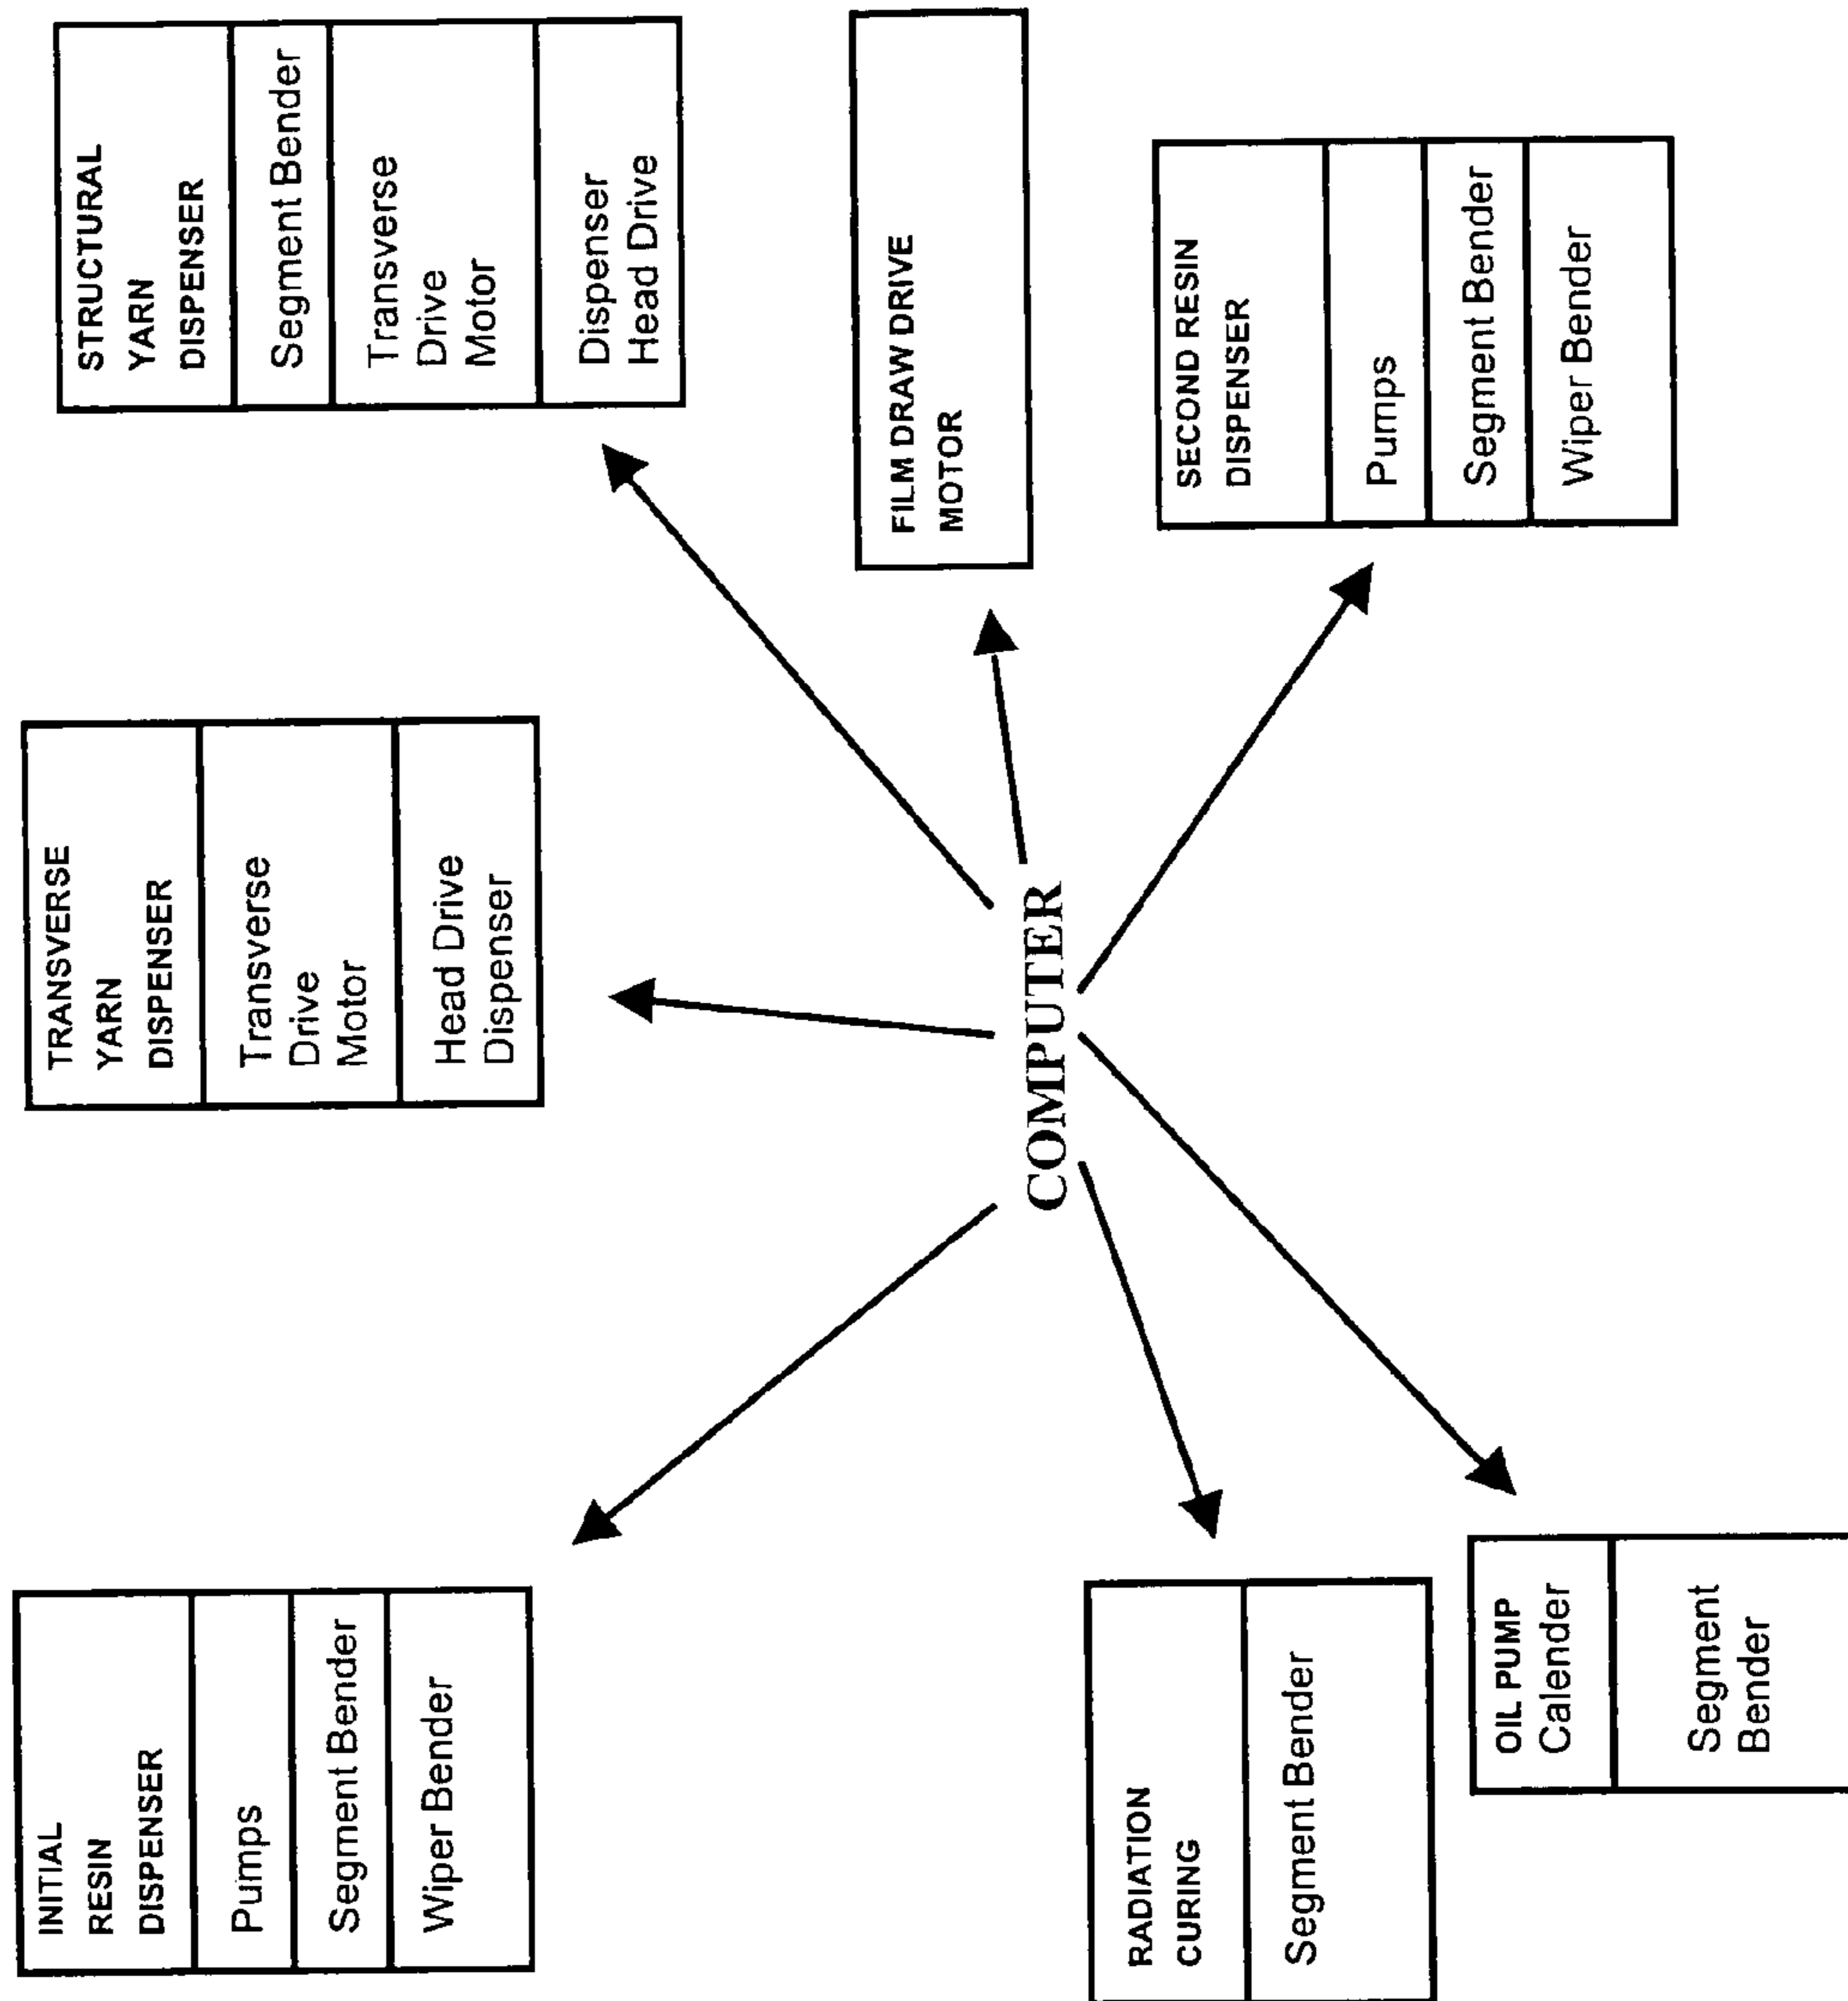 INITIAL
RESIN
DISPENSER
Pumps
Segment Bender
Wiper Bender
TRANSVERSE
YARN
DISPENSER
Transverse
Drive
Motor
Head Drive
Dispenser
STRUCTURAL
YARN
DISPENSER
Segment Bender
Transverse
Drive
Motor
Dispenser
Head Drive
COMPUTER
FILM DRAW DRIVE
MOTOR
RADIATION
CURING
Segment Bender
OIL PUMP
Calender
Segment
Bender
SECOND RESIN
DISPENSER
Pumps
Segment Bender
Wiper Bender